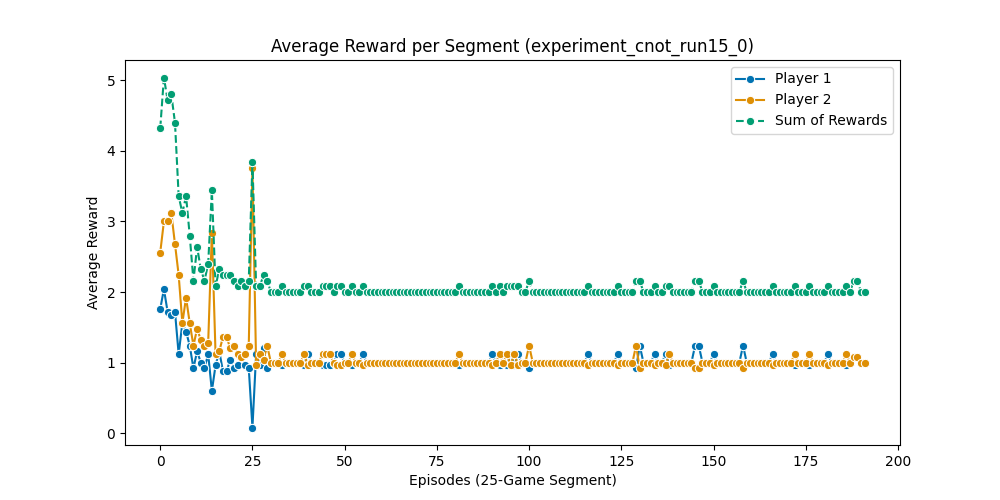 Average Reward per Segment (experiment_cnot_run15_0)
Player 1
Player 2
Sum of Rewards
Average Reward
5
4
3
2
1
0
0 25 50 75 100 125 150 175 200
Episodes (25-Game Segment)